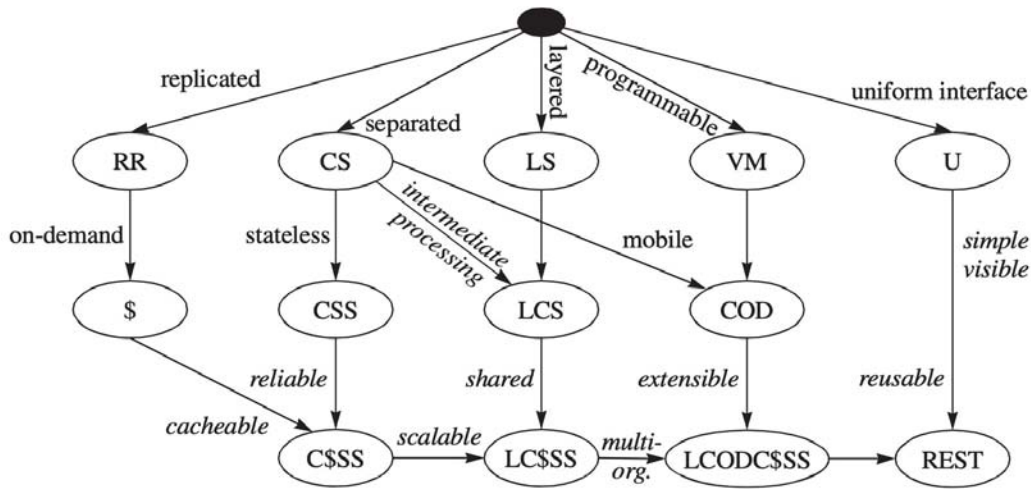 replicated
separated
layered
programmable
uniform interface
RR
CS
LS
VM
U
on-demand
stateless
intermediate
processing
mobile
simple
visible
$
CSS
LCS
COD
cacheable
reliable
shared
extensible
reusable
C$SS
scalable
LC$SS
multi-
org.
LCODC$SS
REST